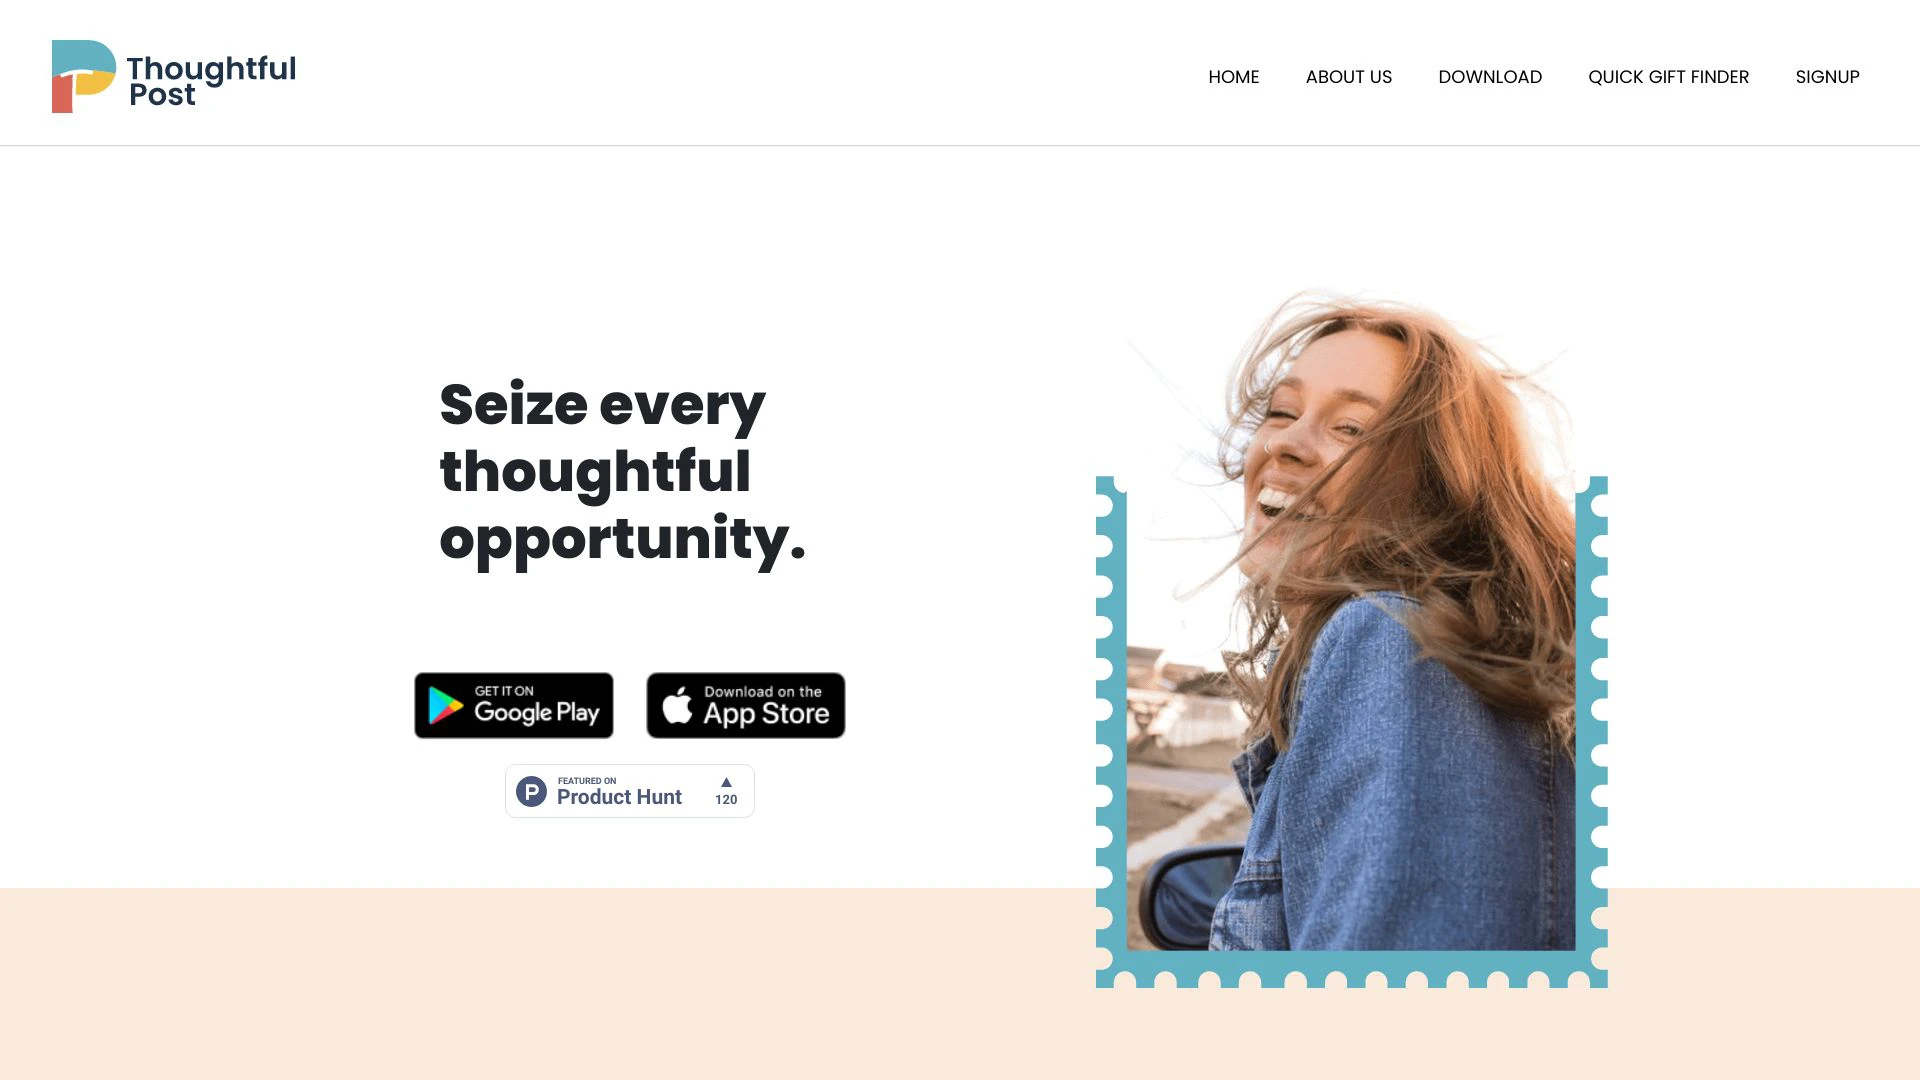 Thoughtful
Post
HOME
ABOUT US
DOWNLOAD
QUICK GIFT FINDER
SIGNUP
Seize every
thoughtful
opportunity.
GET IT ON
Google Play
Download on the
App Store
P
FEATURED ON
Product Hunt
120